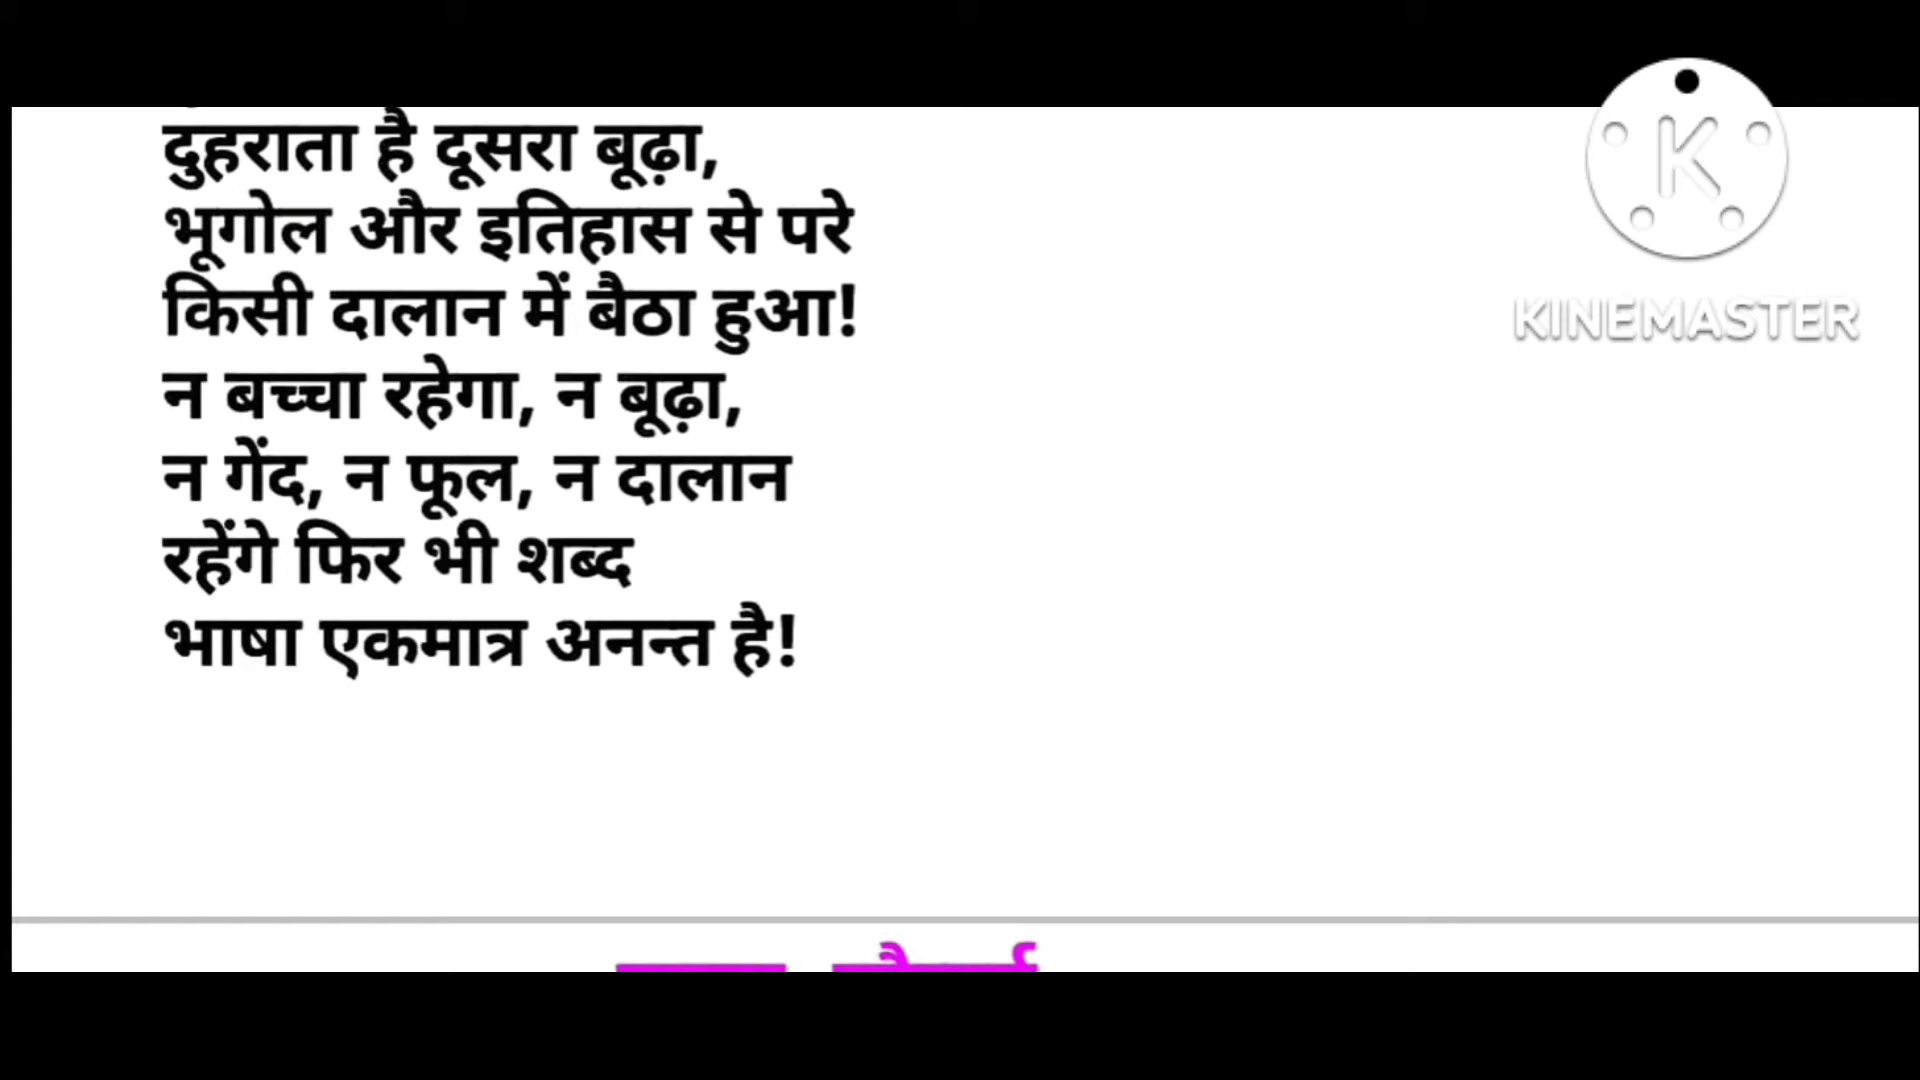 दुहराता है दूसरा बूढ़ा,
भूगोल और इतिहास से परे
किसी दालान में बैठा हुआ!
न बच्चा रहेगा, न बूढ़ा,
न गेंद, न फूल, न दालान
रहेंगे फिर भी शब्द
भाषा एकमात्र अनन्त है!
K
KINEMASTER